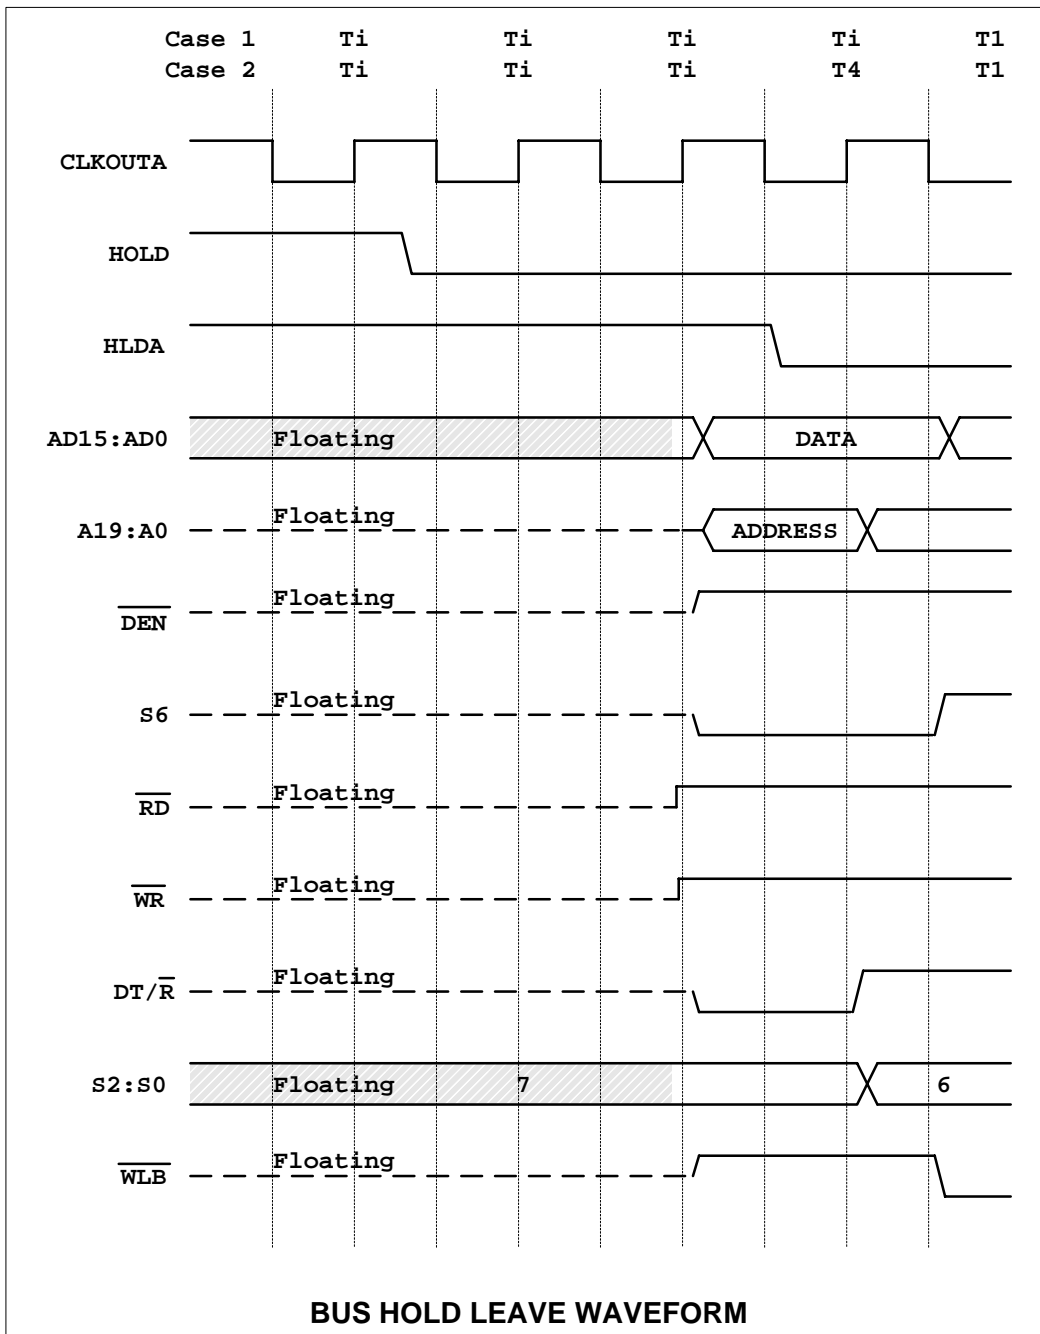 Case 1 Ti Ti Ti Ti T1
Case 2 Ti Ti Ti T4 T1
CLKOUTA
HOLD
HLDA
AD15:AD0 Floating DATA
A19:A0 Floating ADDRESS
DEN Floating
S6 Floating
RD Floating
WR Floating
DT/R Floating
S2:S0 Floating 7 6
WLB Floating
BUS HOLD LEAVE WAVEFORM